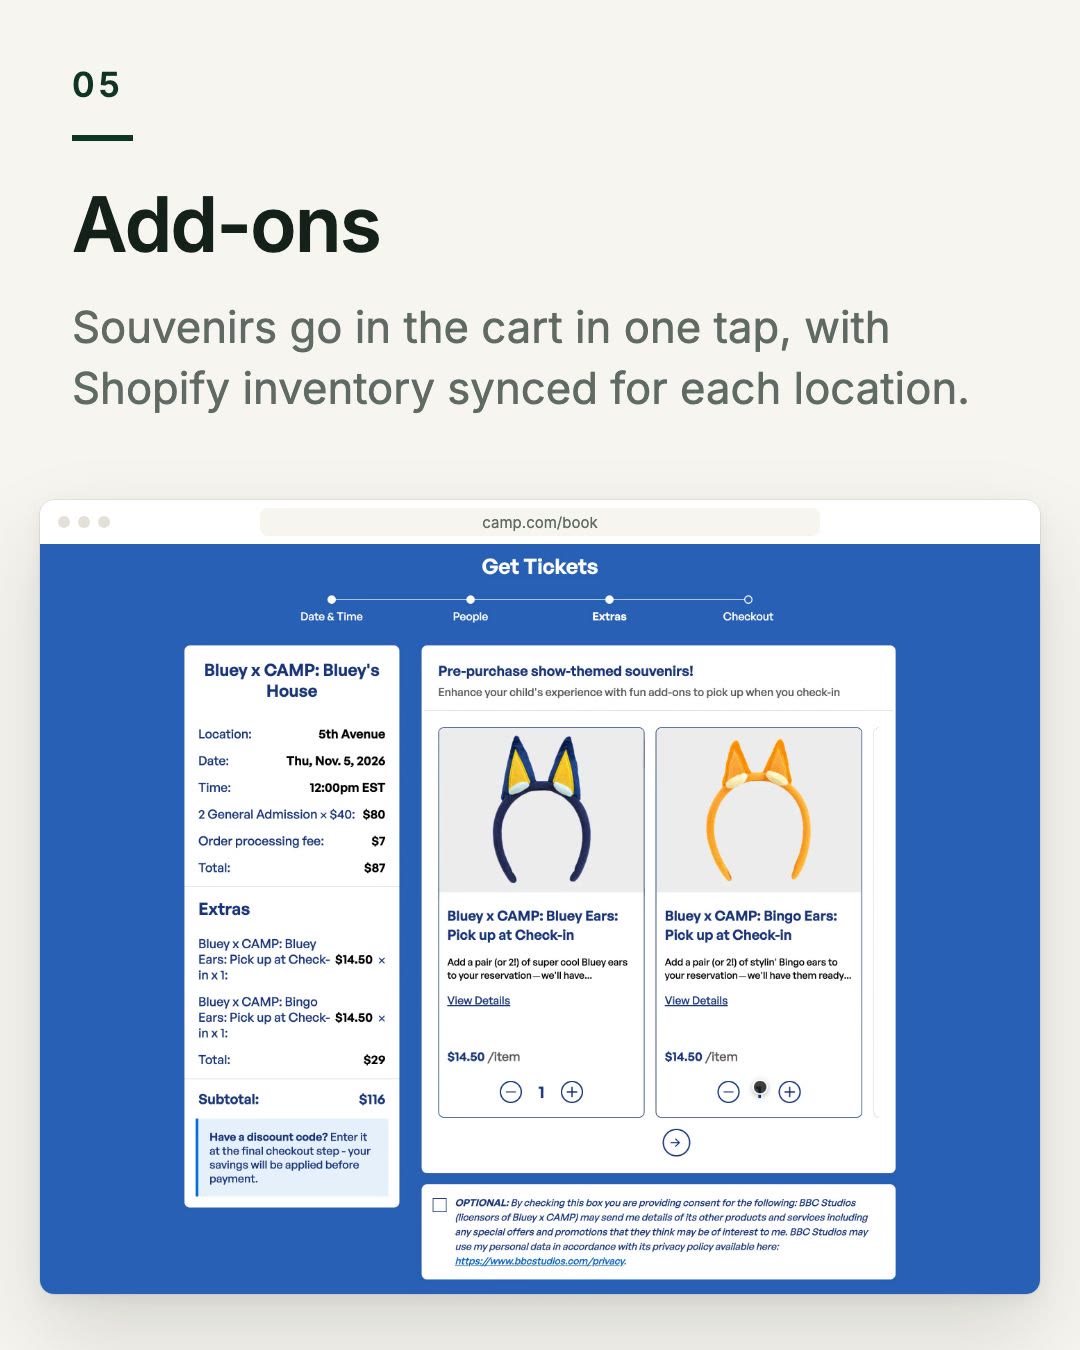 05
Add-ons
Souvenirs go in the cart in one tap, with
Shopify inventory synced for each location.
camp.com/book
Get Tickets
Date & Time
People
Extras
Checkout
Bluey x CAMP: Bluey's
House
Location: 5th Avenue
Date: Thu, Nov. 5, 2026
Time: 12:00pm EST
2 General Admission × $40: $80
Order processing fee: $7
Total: $87
Extras
Bluey x CAMP: Bluey
Ears: Pick up at Check- $14.50 ×
in x 1:
Bluey x CAMP: Bingo
Ears: Pick up at Check- $14.50 ×
in x 1:
Total: $29
Subtotal: $116
Have a discount code? Enter it
at the final checkout step - your
savings will be applied before
payment.
Pre-purchase show-themed souvenirs!
Enhance your child's experience with fun add-ons to pick up when you check-in
Bluey x CAMP: Bluey Ears:
Pick up at Check-in
Add a pair (or 2!) of super cool Bluey ears
to your reservation—we'll have...
View Details
$14.50 /item
1
Bluey x CAMP: Bingo Ears:
Pick up at Check-in
Add a pair (or 2!) of stylin' Bingo ears to
your reservation—we'll have them ready...
View Details
$14.50 /item
OPTIONAL: By checking this box you are providing consent for the following: BBC Studios
(licensors of Bluey x CAMP) may send me details of its other products and services including
any special offers and promotions that they think may be of interest to me. BBC Studios may
use my personal data in accordance with its privacy policy available here:
https://www.bbcstudios.com/privacy.